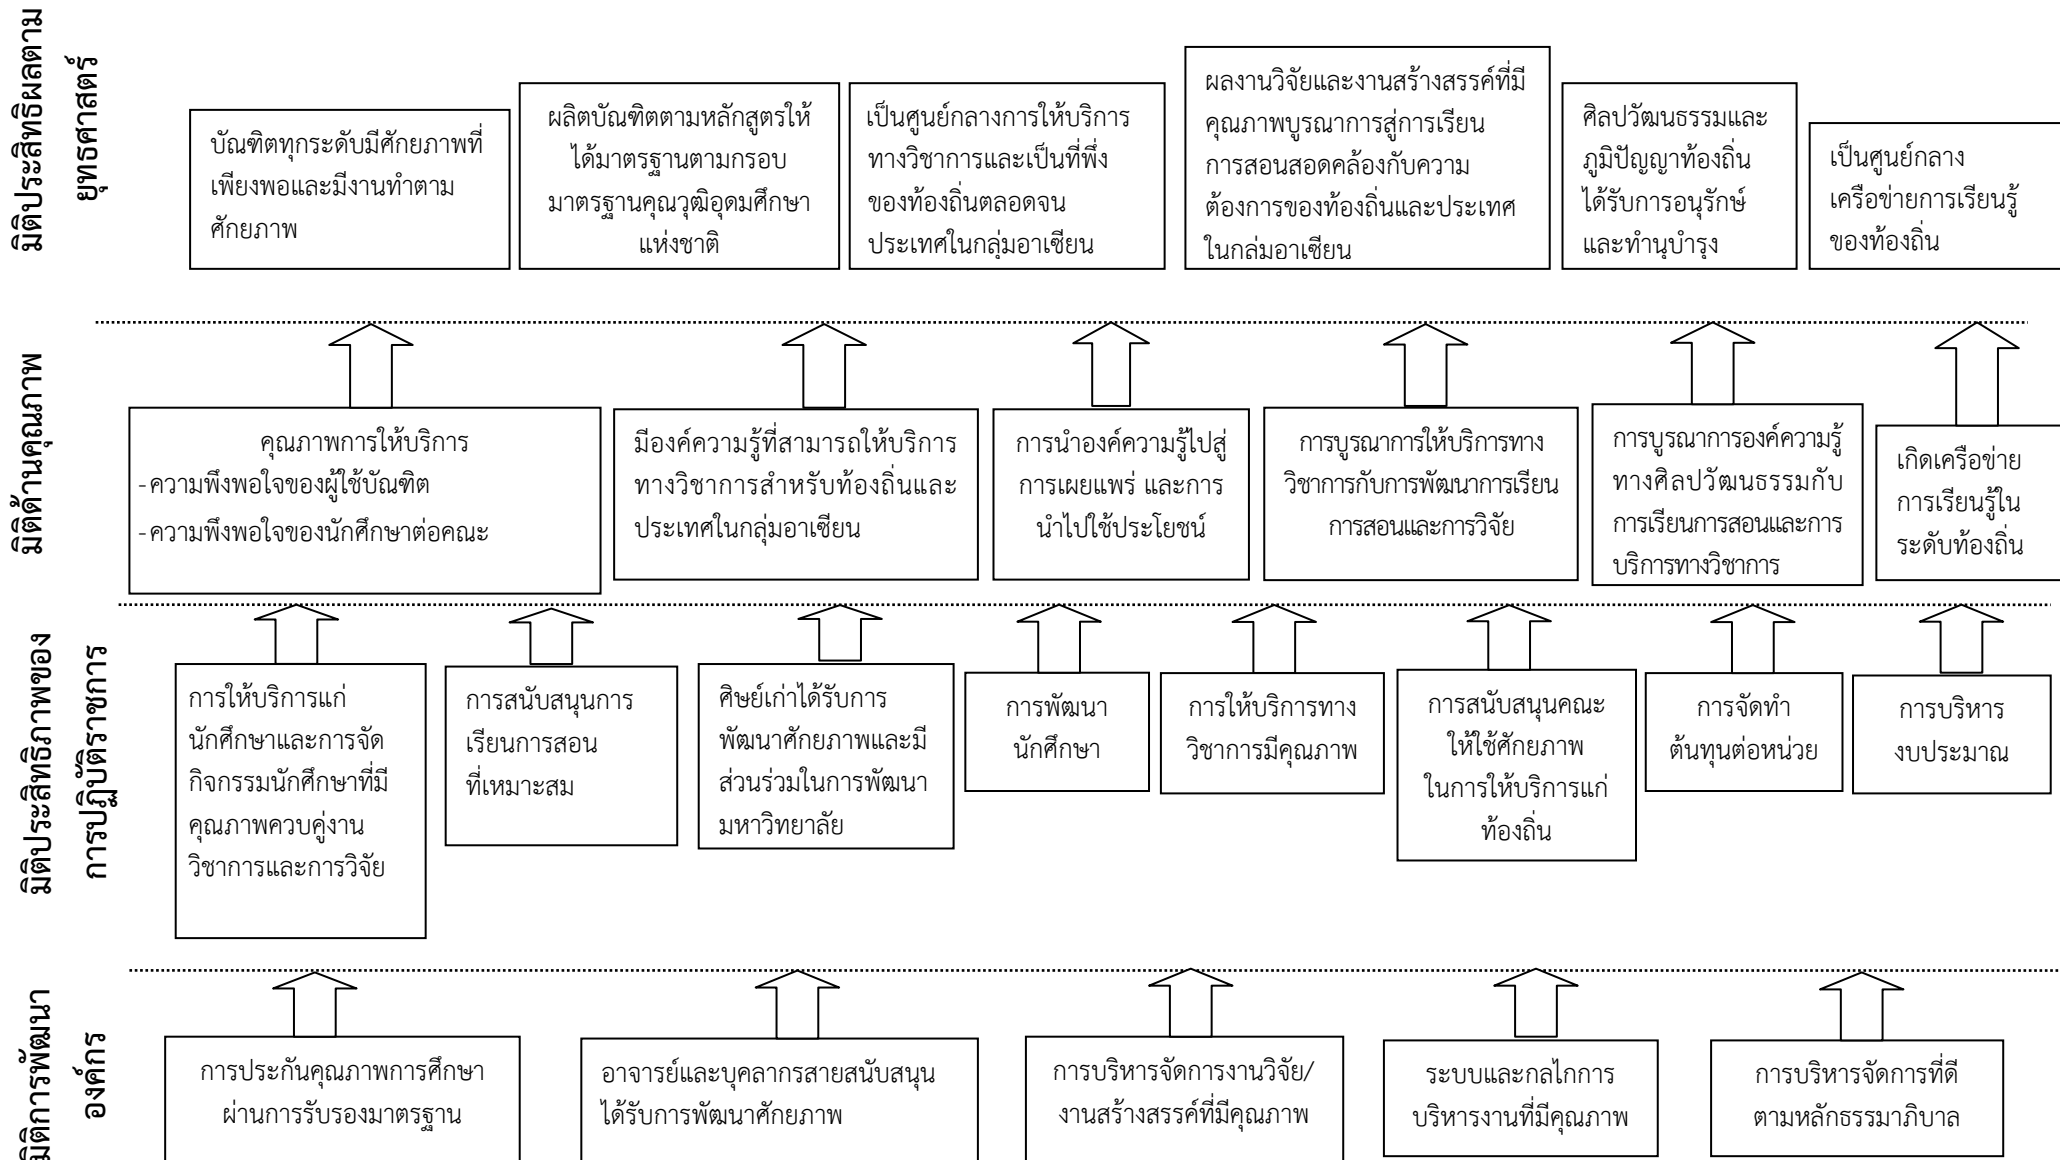 มิติประสิทธิผลตาม
ยุทธศาสตร์
บัณฑิตทุกระดับมีศักยภาพที่
เพียงพอและมีงานทำตาม
ศักยภาพ
ผลิตบัณฑิตตามหลักสูตรให้
ได้มาตรฐานตามกรอบ
มาตรฐานคุณวุฒิอุดมศึกษา
แห่งชาติ
เป็นศูนย์กลางการให้บริการ
ทางวิชาการและเป็นที่พึ่ง
ของท้องถิ่นตลอดจน
ประเทศในกลุ่มอาเซียน
ผลงานวิจัยและงานสร้างสรรค์ที่มี
คุณภาพบูรณาการสู่การเรียน
การสอนสอดคล้องกับความ
ต้องการของท้องถิ่นและประเทศ
ในกลุ่มอาเซียน
ศิลปวัฒนธรรมและ
ภูมิปัญญาท้องถิ่น
ได้รับการอนุรักษ์
และทำนุบำรุง
เป็นศูนย์กลาง
เครือข่ายการเรียนรู้
ของท้องถิ่น
มิติด้านคุณภาพ
คุณภาพการให้บริการ
-ความพึงพอใจของผู้ใช้บัณฑิต
-ความพึงพอใจของนักศึกษาต่อคณะ
มีองค์ความรู้ที่สามารถให้บริการ
ทางวิชาการสำหรับท้องถิ่นและ
ประเทศในกลุ่มอาเซียน
การนำองค์ความรู้ไปสู่
การเผยแพร่ และการ
นำไปใช้ประโยชน์
การบูรณาการให้บริการทาง
วิชาการกับการพัฒนาการเรียน
การสอนและการวิจัย
การบูรณาการองค์ความรู้
ทางศิลปวัฒนธรรมกับ
การเรียนการสอนและการ
บริการทางวิชาการ
เกิดเครือข่าย
การเรียนรู้ใน
ระดับท้องถิ่น
มิติประสิทธิภาพของ
การปฏิบัติราชการ
การให้บริการแก่
นักศึกษาและการจัด
กิจกรรมนักศึกษาที่มี
คุณภาพควบคู่งาน
วิชาการและการวิจัย
การสนับสนุนการ
เรียนการสอน
ที่เหมาะสม
ศิษย์เก่าได้รับการ
พัฒนาศักยภาพและมี
ส่วนร่วมในการพัฒนา
มหาวิทยาลัย
การพัฒนา
นักศึกษา
การให้บริการทาง
วิชาการมีคุณภาพ
การสนับสนุนคณะ
ให้ใช้ศักยภาพ
ในการให้บริการแก่
ท้องถิ่น
การจัดทำ
ต้นทุนต่อหน่วย
การบริหาร
งบประมาณ
มิติการพัฒนา
องค์กร
การประกันคุณภาพการศึกษา
ผ่านการรับรองมาตรฐาน
อาจารย์และบุคลากรสายสนับสนุน
ได้รับการพัฒนาศักยภาพ
การบริหารจัดการงานวิจัย/
งานสร้างสรรค์ที่มีคุณภาพ
ระบบและกลไกการ
บริหารงานที่มีคุณภาพ
การบริหารจัดการที่ดี
ตามหลักธรรมาภิบาล